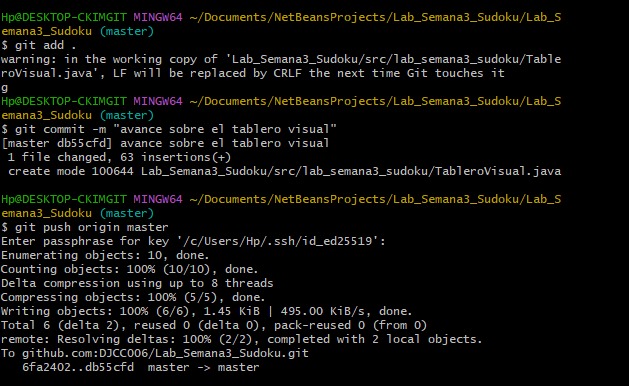 Hp@DESKTOP-CKIMGIT MINGW64 ~/Documents/NetBeansProjects/Lab_Semana3_Sudoku/Lab_S
emana3_Sudoku (master)
$ git add .
warning: in the working copy of 'Lab_Semana3_Sudoku/src/lab_semana3_sudoku/Table
roVisual.java', LF will be replaced by CRLF the next time Git touches it
g
Hp@DESKTOP-CKIMGIT MINGW64 ~/Documents/NetBeansProjects/Lab_Semana3_Sudoku/Lab_S
emana3_Sudoku (master)
$ git commit -m "avance sobre el tablero visual"
[master db55cfd] avance sobre el tablero visual
 1 file changed, 63 insertions(+)
 create mode 100644 Lab_Semana3_Sudoku/src/lab_semana3_sudoku/TableroVisual.java
Hp@DESKTOP-CKIMGIT MINGW64 ~/Documents/NetBeansProjects/Lab_Semana3_Sudoku/Lab_S
emana3_Sudoku (master)
$ git push origin master
Enter passphrase for key '/c/Users/Hp/.ssh/id_ed25519':
Enumerating objects: 10, done.
Counting objects: 100% (10/10), done.
Delta compression using up to 8 threads
Compressing objects: 100% (5/5), done.
Writing objects: 100% (6/6), 1.45 KiB | 495.00 KiB/s, done.
Total 6 (delta 2), reused 0 (delta 0), pack-reused 0 (from 0)
remote: Resolving deltas: 100% (2/2), completed with 2 local objects.
To github.com:DJCC006/Lab_Semana3_Sudoku.git
   6fa2402..db55cfd  master -> master